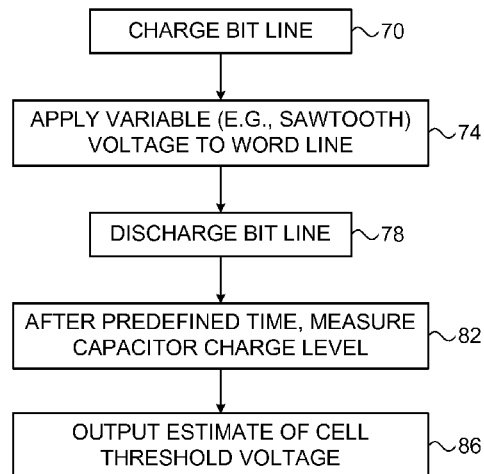 CHARGE BIT LINE 70
APPLY VARIABLE (E.G., SAWTOOTH)
VOLTAGE TO WORD LINE 74
DISCHARGE BIT LINE 78
AFTER PREDEFINED TIME, MEASURE
CAPACITOR CHARGE LEVEL 82
OUTPUT ESTIMATE OF CELL
THRESHOLD VOLTAGE 86